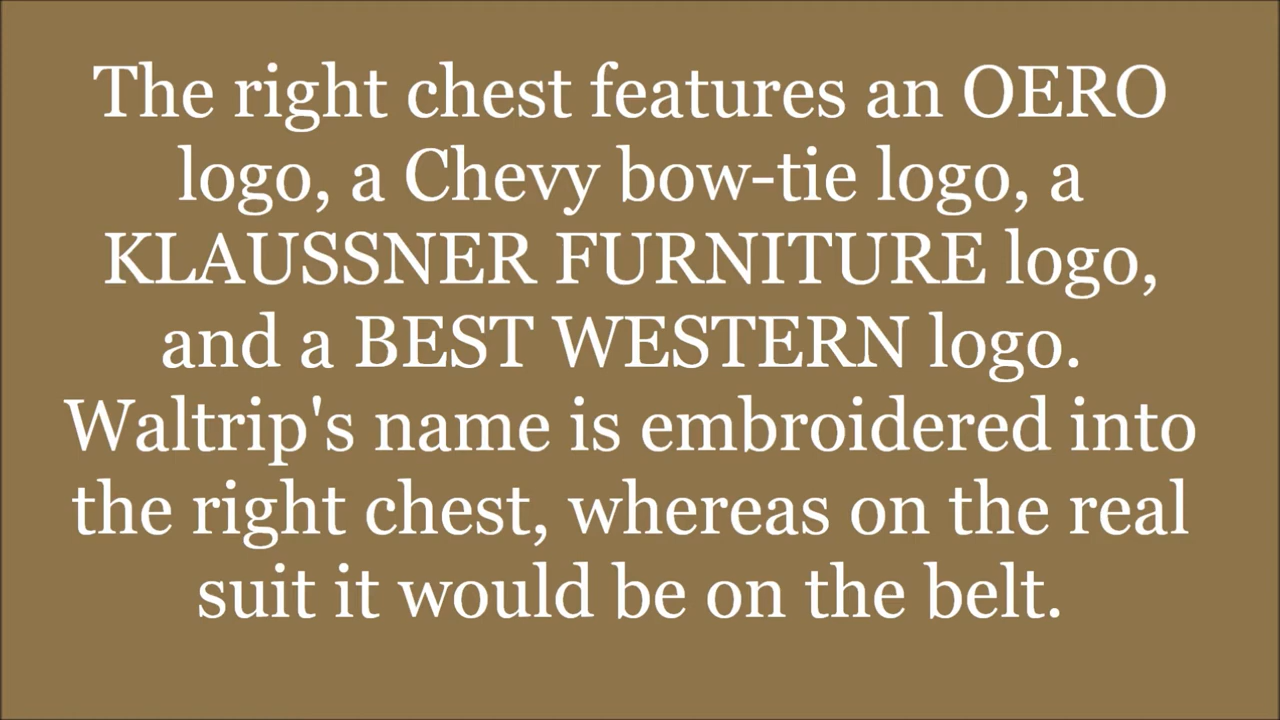 The right chest features an OERO
logo, a Chevy bow-tie logo, a
KLAUSSNER FURNITURE logo,
and a BEST WESTERN logo.
Waltrip's name is embroidered into
the right chest, whereas on the real
suit it would be on the belt.